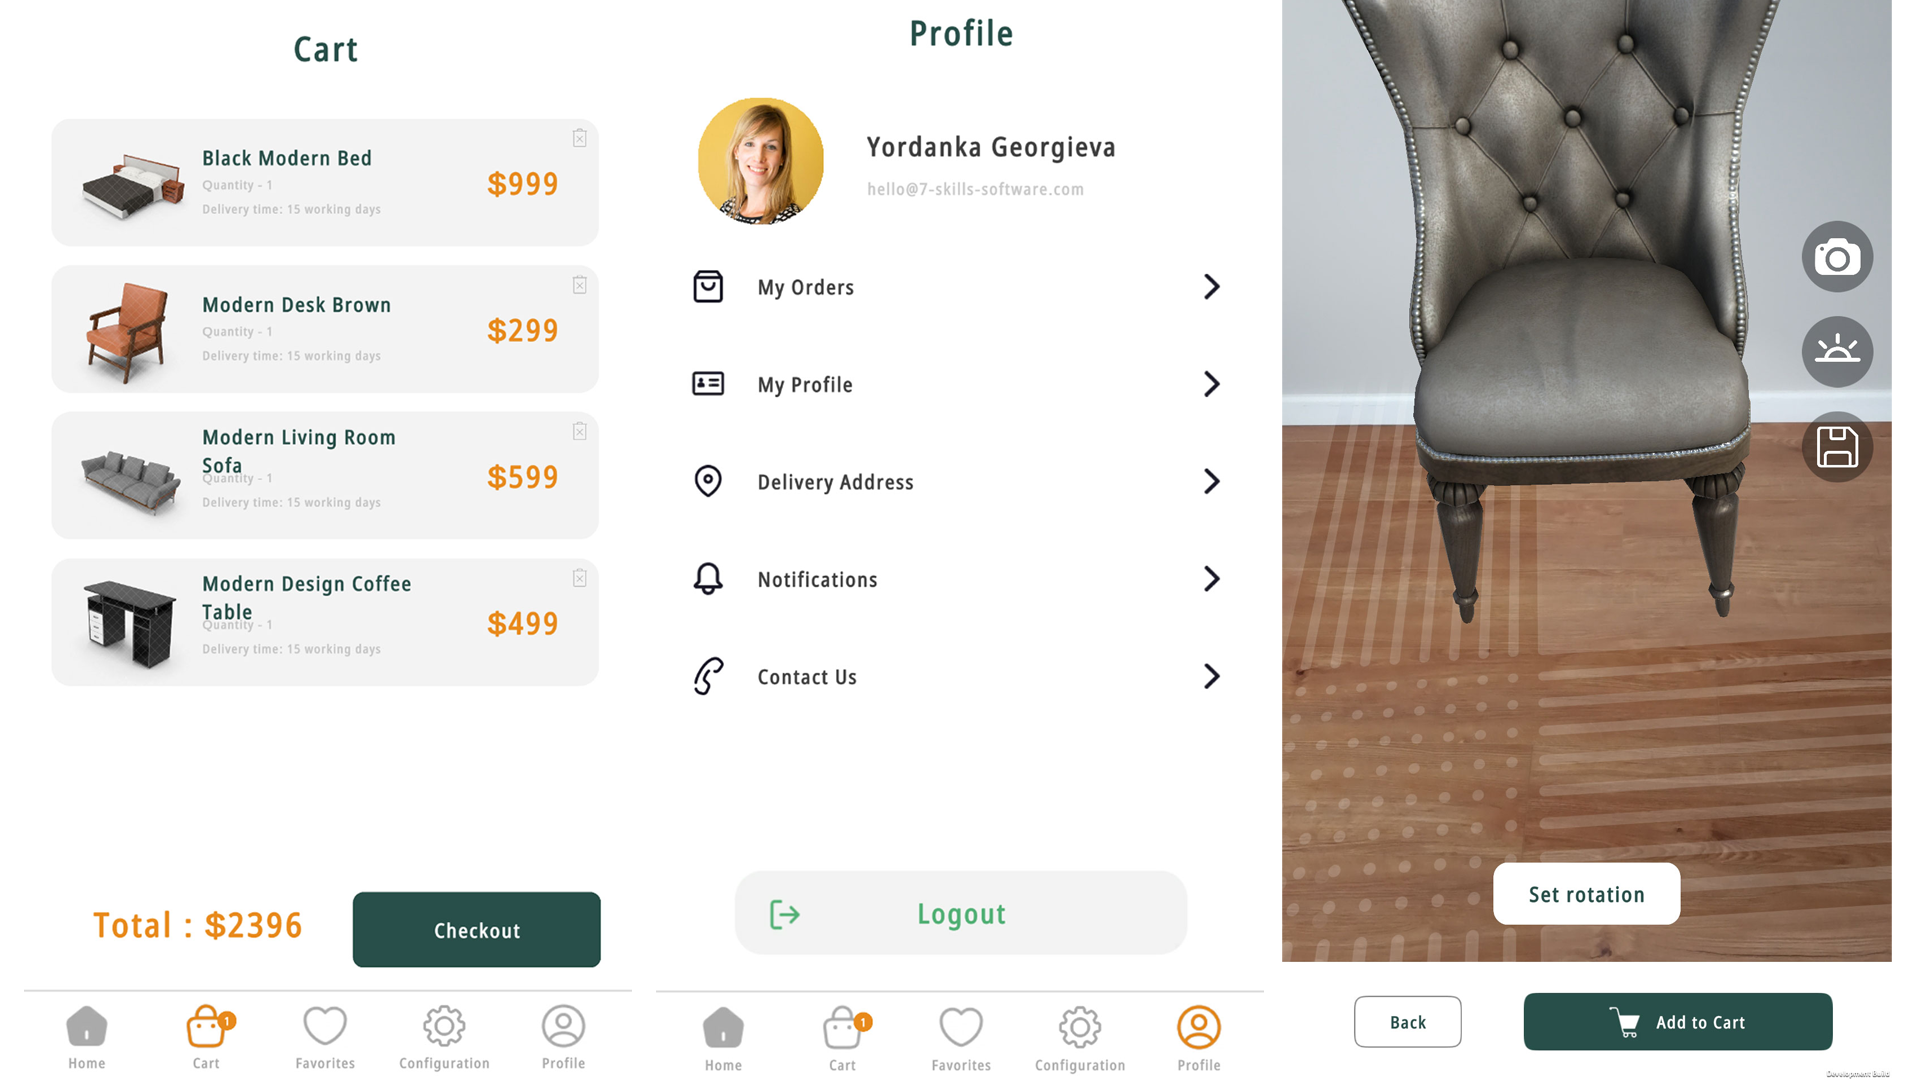 Cart
Black Modern Bed
Quantity - 1
Delivery time: 15 working days
$999
Modern Desk Brown
Quantity - 1
Delivery time: 15 working days
$299
Modern Living Room
Sofa
Quantity - 1
Delivery time: 15 working days
$599
Modern Design Coffee
Table
Quantity - 1
Delivery time: 15 working days
$499
Total : $2396
Checkout
1
Home
Cart
Favorites
Configuration
Profile
Profile
Yordanka Georgieva
hello@7-skills-software.com
My Orders
My Profile
Delivery Address
Notifications
Contact Us
Logout
1
Home
Cart
Favorites
Configuration
Profile
Set rotation
Back
Add to Cart
Development Build